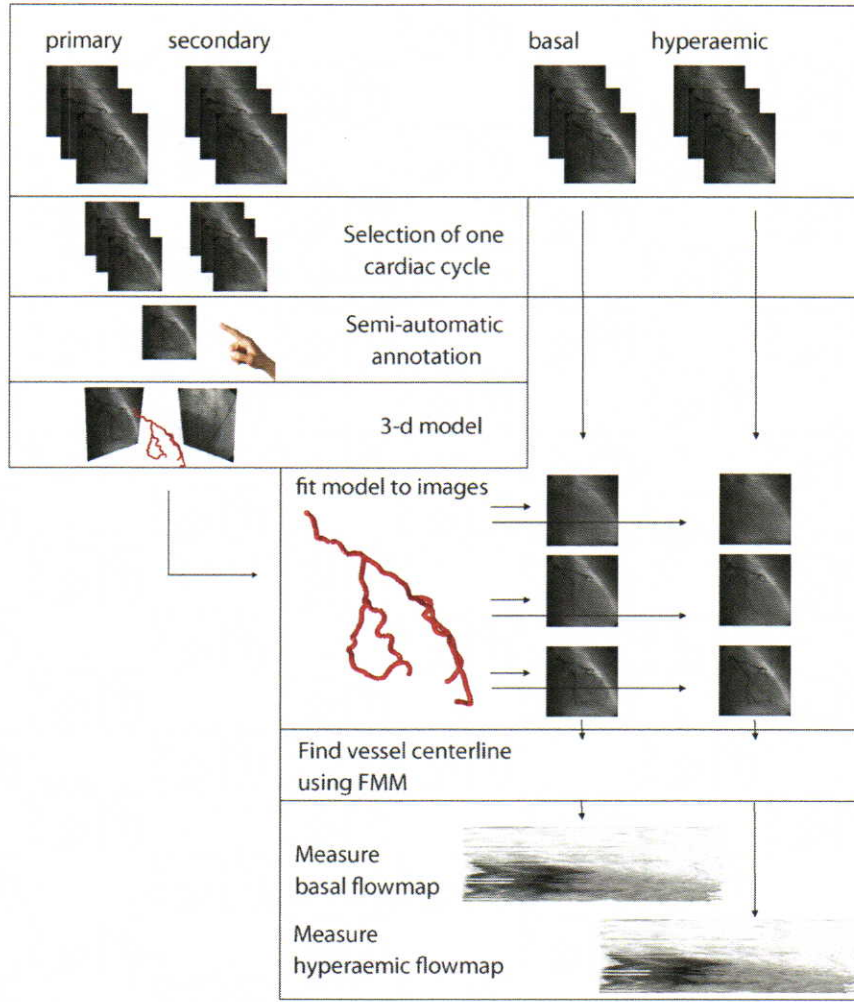 primary secondary basal hyperaemic
Selection of one
cardiac cycle
Semi-automatic
annotation
3-d model
fit model to images
Find vessel centerline
using FMM
Measure
basal flowmap
Measure
hyperaemic flowmap